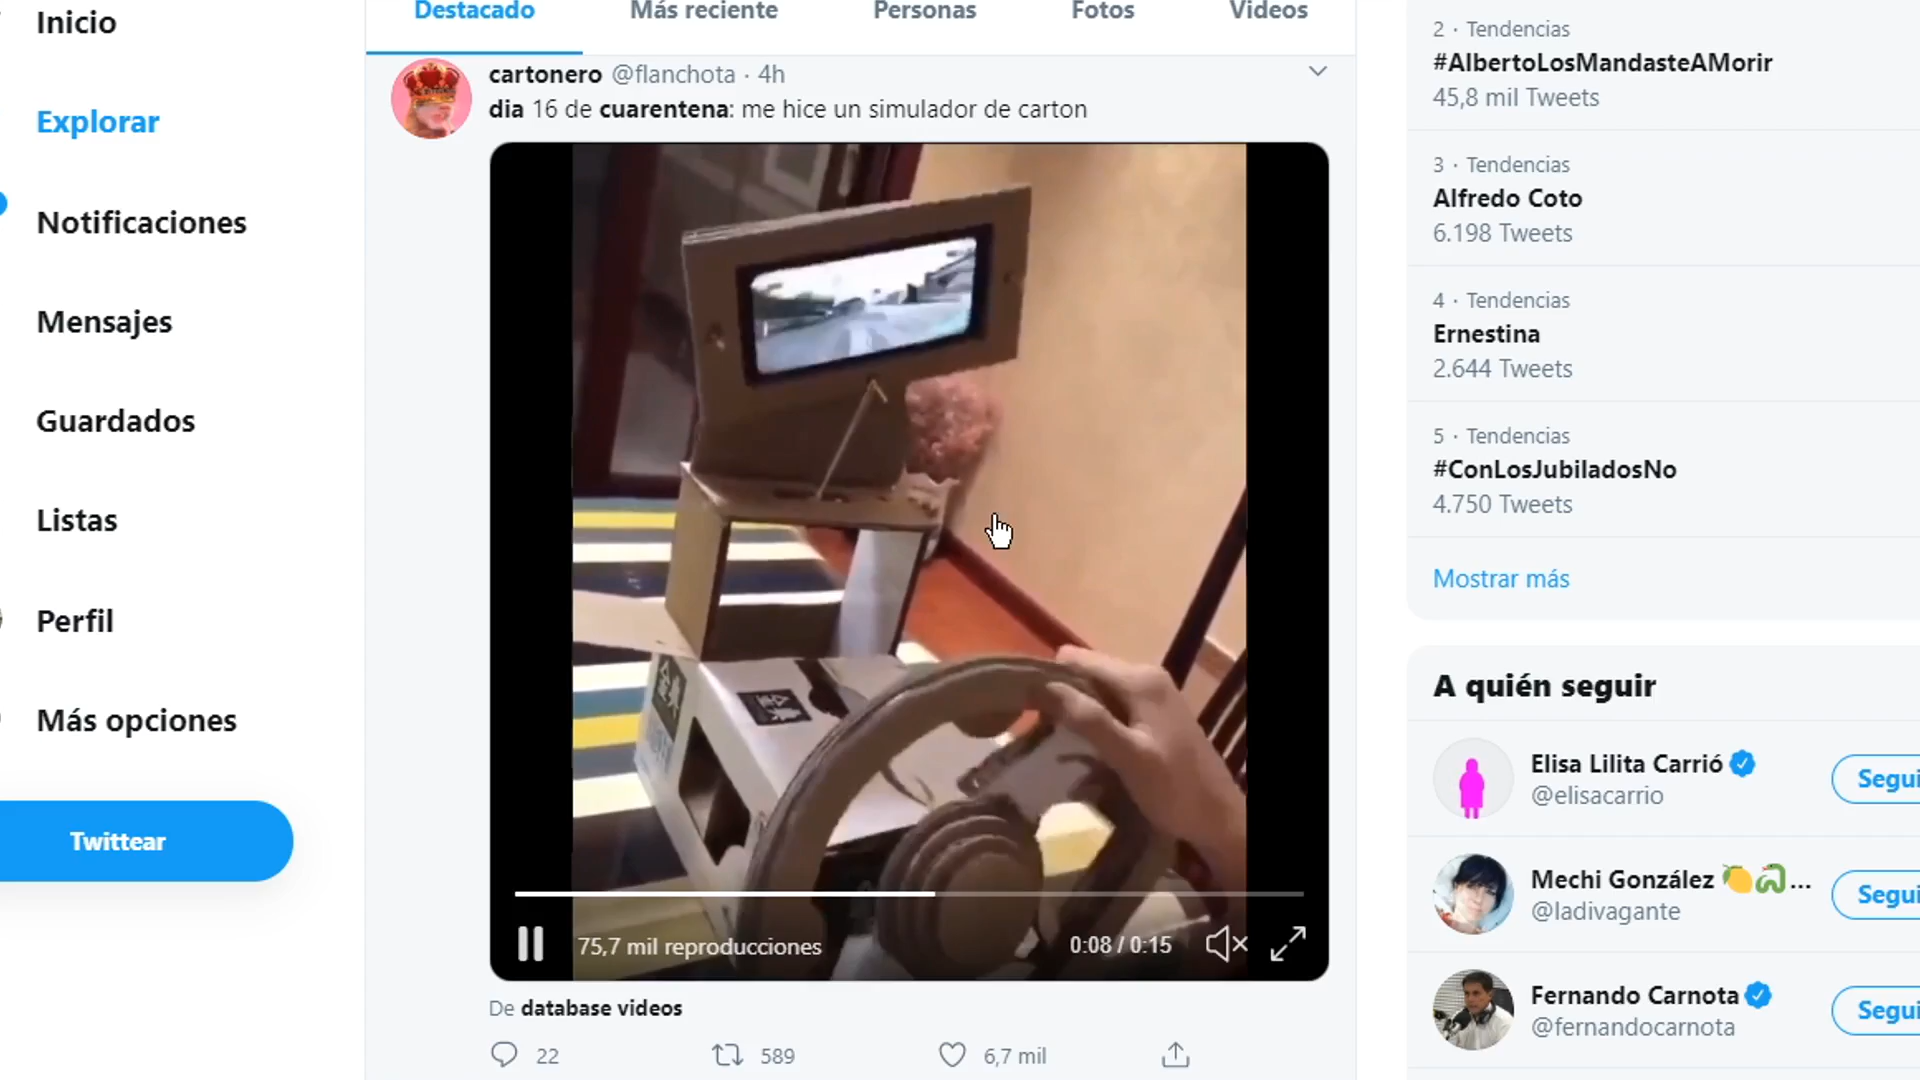 Inicio
Explorar
Notificaciones
Mensajes
Guardados
Listas
Perfil
Más opciones
Twittear
Destacado
Más reciente
Personas
Fotos
Videos
cartonero @flanchota · 4h
dia 16 de cuarentena: me hice un simulador de carton
75,7 mil reproducciones
0:08 / 0:15
De database videos
22
589
6,7 mil
2 · Tendencias
#AlbertoLosMandasteAMorir
45,8 mil Tweets
3 · Tendencias
Alfredo Coto
6.198 Tweets
4 · Tendencias
Ernestina
2.644 Tweets
5 · Tendencias
#ConLosJubiladosNo
4.750 Tweets
Mostrar más
A quién seguir
Elisa Lilita Carrió
@elisacarrio
Segui
Mechi González 🍋🐍...
@ladivagante
Segui
Fernando Carnota
@fernandocarnota
Segui